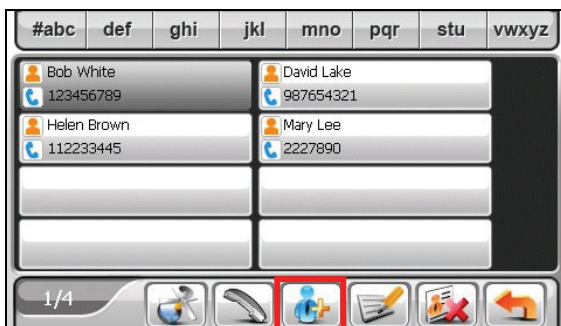 #abc def ghi jkl mno pqr stu vwxyz
Bob White
123456789
David Lake
987654321
Helen Brown
112233445
Mary Lee
2227890
1/4